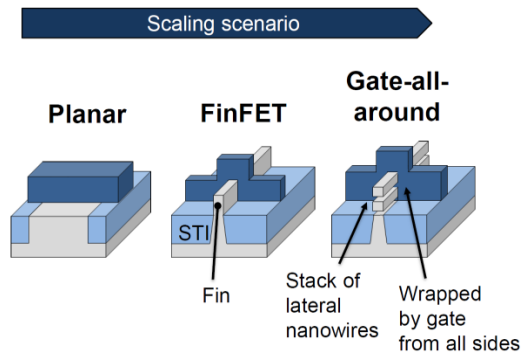 Scaling scenario
Planar
FinFET
Gate-all-
around
STI
Fin
Stack of
lateral
nanowires
Wrapped
by gate
from all sides